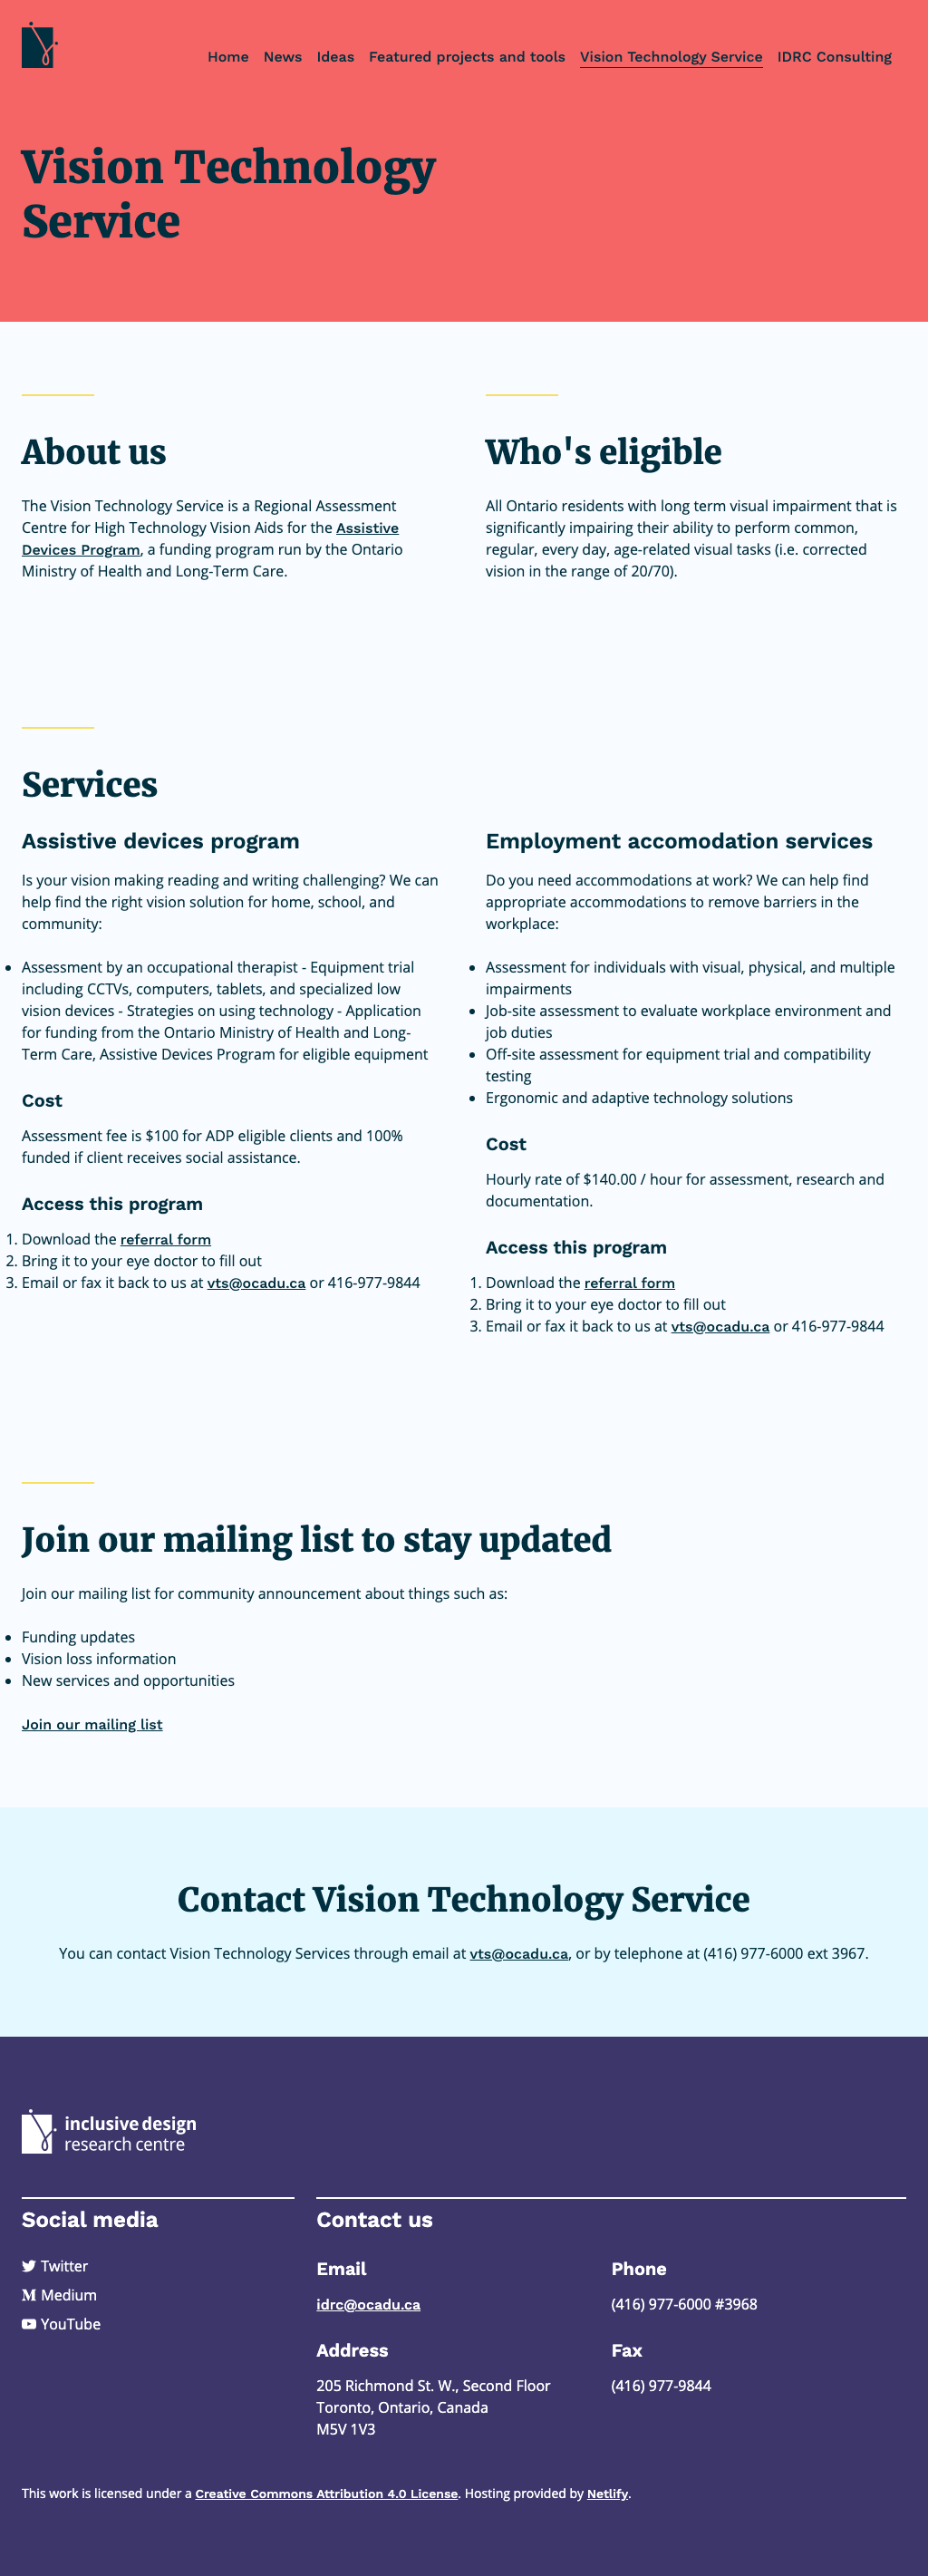 Home News Ideas Featured projects and tools Vision Technology Service IDRC Consulting
Vision Technology
Service
About us
The Vision Technology Service is a Regional Assessment
Centre for High Technology Vision Aids for the Assistive
Devices Program, a funding program run by the Ontario
Ministry of Health and Long-Term Care.
Who's eligible
All Ontario residents with long term visual impairment that is
significantly impairing their ability to perform common,
regular, every day, age-related visual tasks (i.e. corrected
vision in the range of 20/70).
Services
Assistive devices program
Is your vision making reading and writing challenging? We can
help find the right vision solution for home, school, and
community:
• Assessment by an occupational therapist - Equipment trial
including CCTVs, computers, tablets, and specialized low
vision devices - Strategies on using technology - Application
for funding from the Ontario Ministry of Health and Long-
Term Care, Assistive Devices Program for eligible equipment
Cost
Assessment fee is $100 for ADP eligible clients and 100%
funded if client receives social assistance.
Access this program
1. Download the referral form
2. Bring it to your eye doctor to fill out
3. Email or fax it back to us at vts@ocadu.ca or 416-977-9844
Employment accomodation services
Do you need accommodations at work? We can help find
appropriate accommodations to remove barriers in the
workplace:
• Assessment for individuals with visual, physical, and multiple
impairments
• Job-site assessment to evaluate workplace environment and
job duties
• Off-site assessment for equipment trial and compatibility
testing
• Ergonomic and adaptive technology solutions
Cost
Hourly rate of $140.00 / hour for assessment, research and
documentation.
Access this program
1. Download the referral form
2. Bring it to your eye doctor to fill out
3. Email or fax it back to us at vts@ocadu.ca or 416-977-9844
Join our mailing list to stay updated
Join our mailing list for community announcement about things such as:
• Funding updates
• Vision loss information
• New services and opportunities
Join our mailing list
Contact Vision Technology Service
You can contact Vision Technology Services through email at vts@ocadu.ca, or by telephone at (416) 977-6000 ext 3967.
inclusive design
research centre
Social media
Twitter
Medium
YouTube
Contact us
Email
idrc@ocadu.ca
Address
205 Richmond St. W., Second Floor
Toronto, Ontario, Canada
M5V 1V3
Phone
(416) 977-6000 #3968
Fax
(416) 977-9844
This work is licensed under a Creative Commons Attribution 4.0 License. Hosting provided by Netlify.